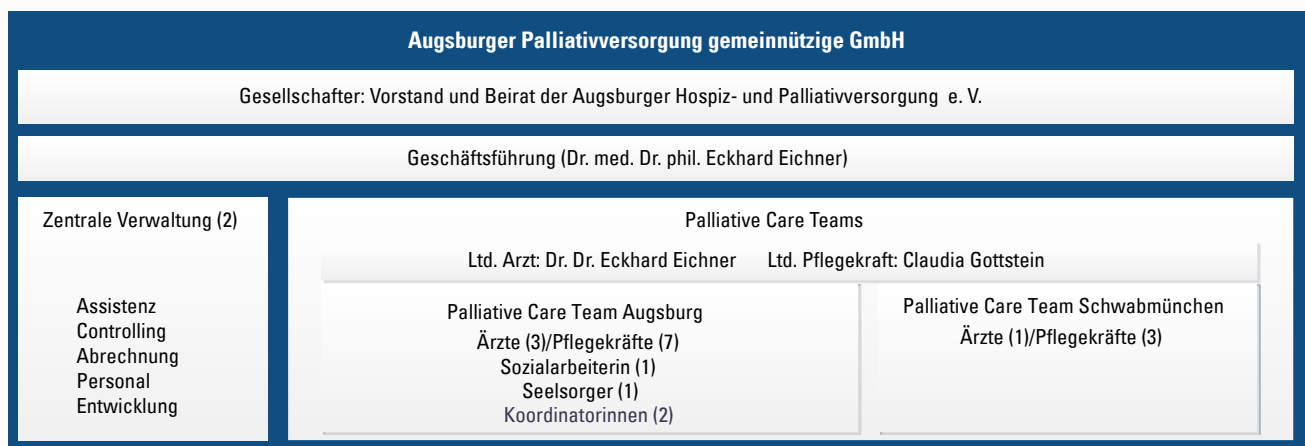 Augsburger Palliativversorgung gemeinnützige GmbH
Gesellschafter: Vorstand und Beirat der Augsburger Hospiz- und Palliativversorgung e. V.
Geschäftsführung (Dr. med. Dr. phil. Eckhard Eichner)
Zentrale Verwaltung (2)
Assistenz
Controlling
Abrechnung
Personal
Entwicklung
Palliative Care Teams
Ltd. Arzt: Dr. Dr. Eckhard Eichner Ltd. Pflegekraft: Claudia Gottstein
Palliative Care Team Augsburg
Ärzte (3)/Pflegekräfte (7)
Sozialarbeiterin (1)
Seelsorger (1)
Koordinatorinnen (2)
Palliative Care Team Schwabmünchen
Ärzte (1)/Pflegekräfte (3)